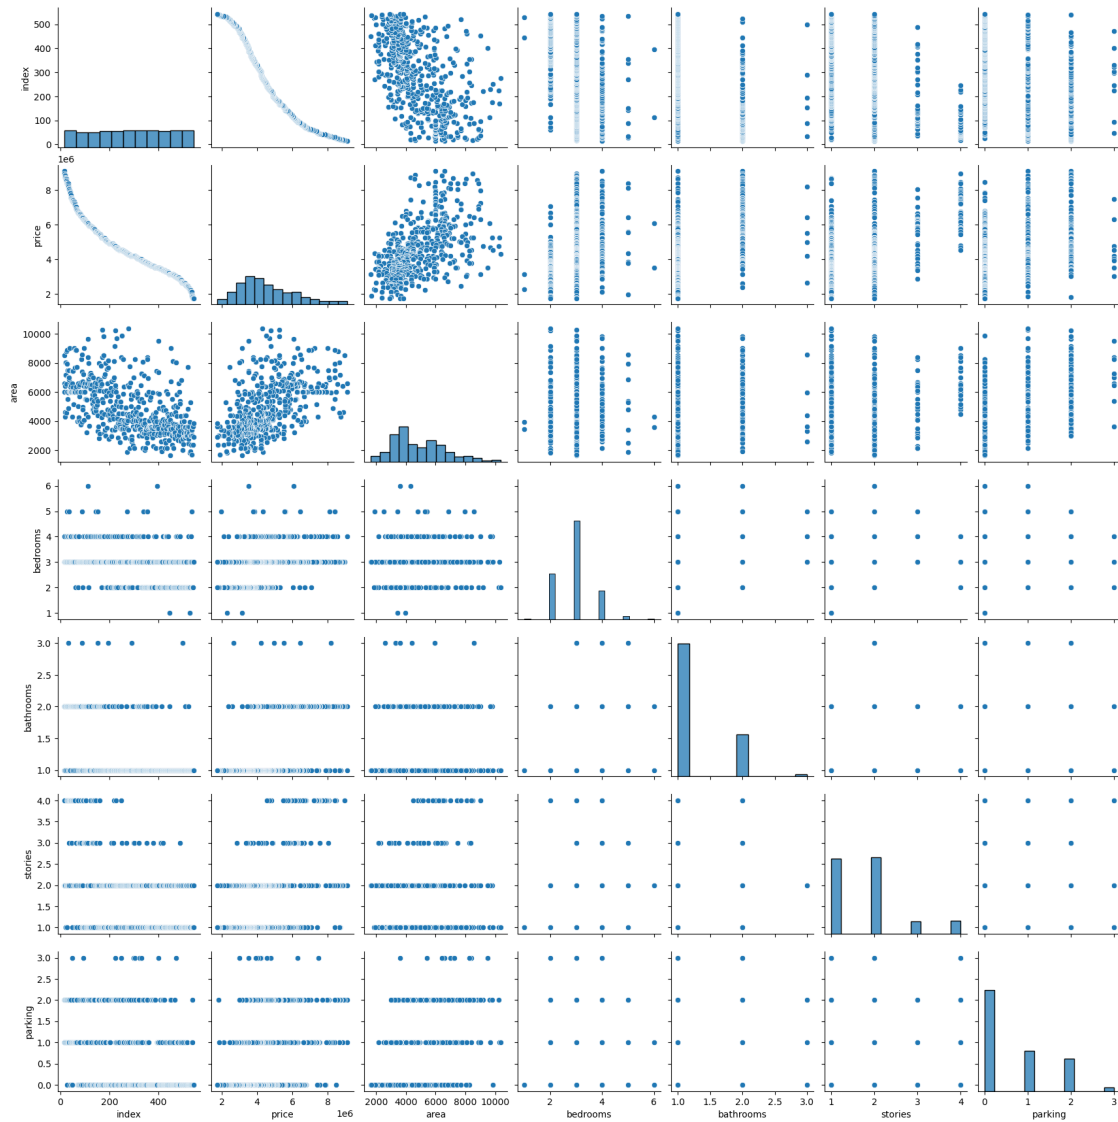 500
400
300
200
100
0
index
1e6
8
6
4
2
price
10000
8000
6000
4000
2000
area
6
5
4
3
2
1
bedrooms
3.0
2.5
2.0
1.5
1.0
bathrooms
4.0
3.5
3.0
2.5
2.0
1.5
1.0
stories
3.0
2.5
2.0
1.5
1.0
0.5
0.0
parking
0 200 400
index
2 4 6 8
1e6
price
2000 4000 6000 8000 10000
area
2 4 6
bedrooms
1.0 1.5 2.0 2.5 3.0
bathrooms
1 2 3 4
stories
0 1 2 3
parking